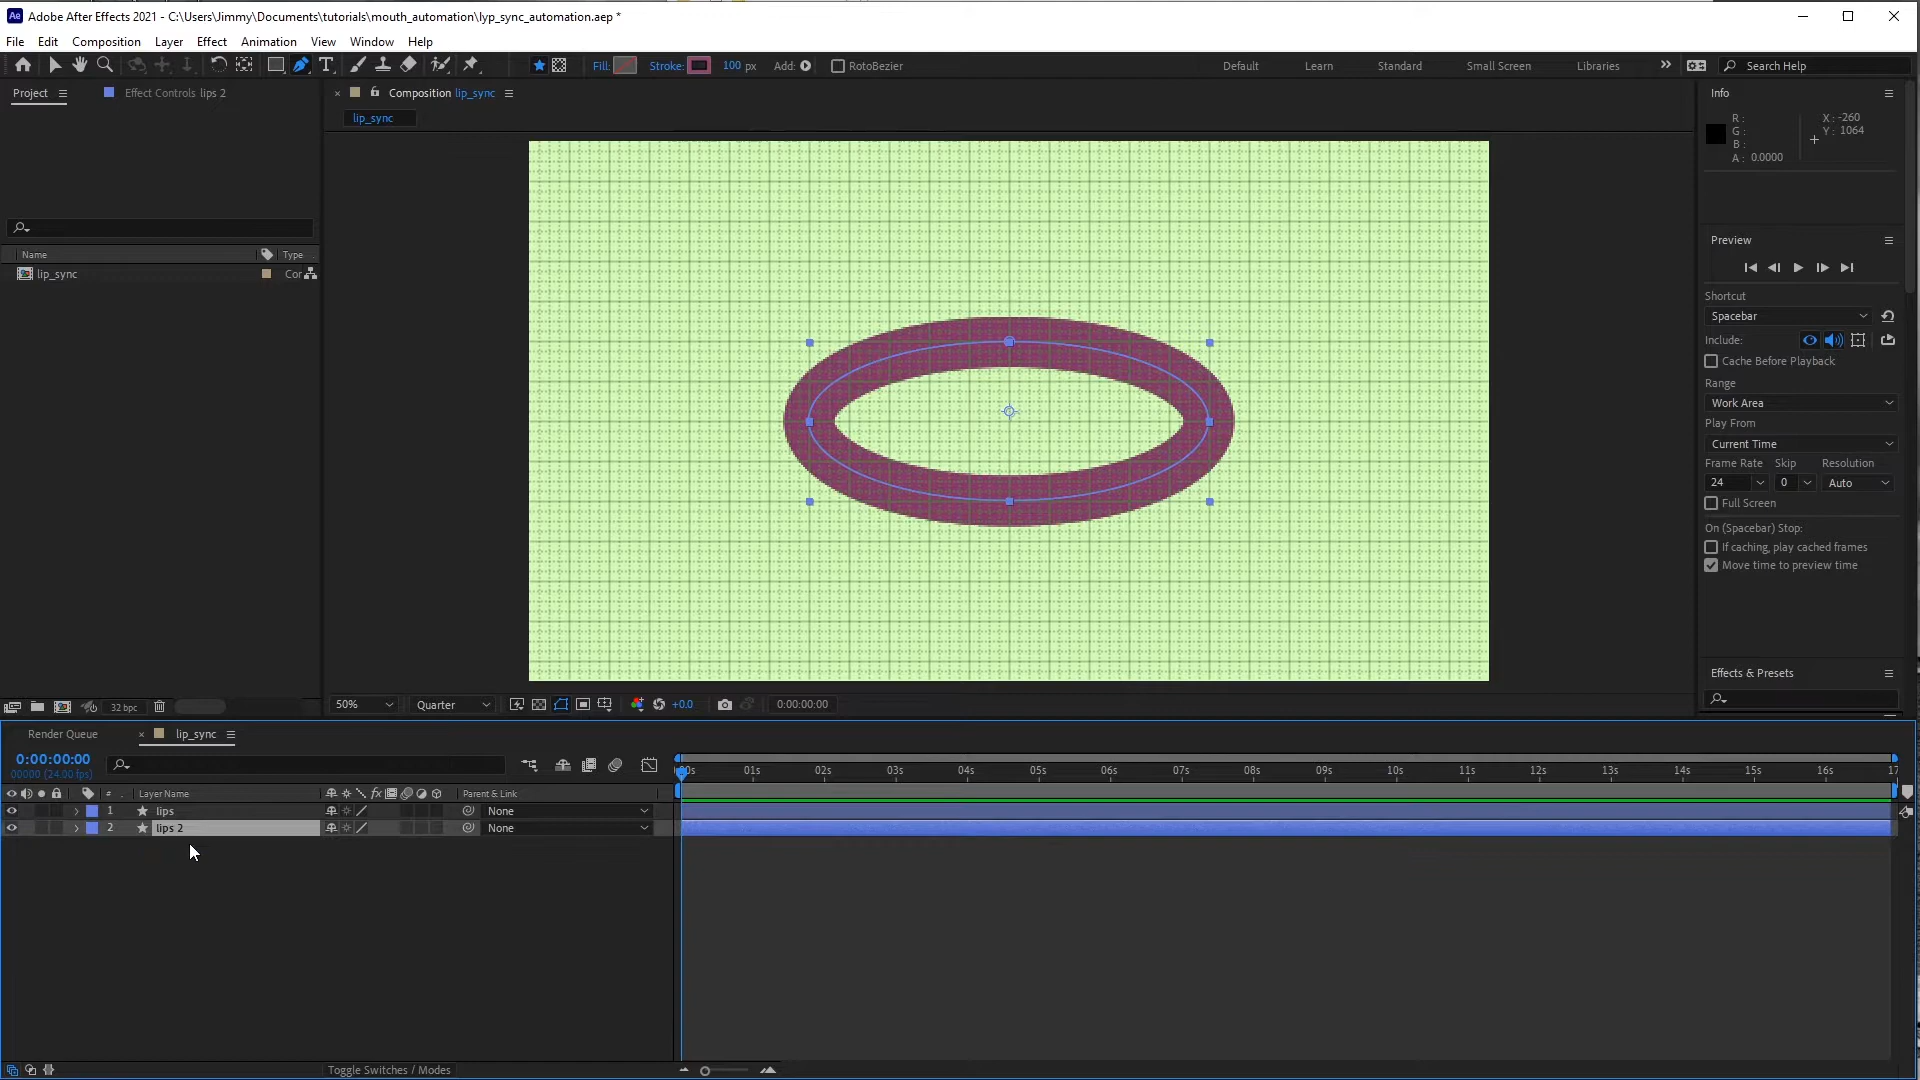 Adobe After Effects 2021 - C:\Users\Jimmy\Documents\tutorials\mouth_automation\lyp_sync_automation.aep *
File Edit Composition Layer Effect Animation View Window Help
Fill: Stroke: 100 px Add: RotoBezier Default Learn Standard Small Screen Libraries Search Help
Project Effect Controls lips 2 Composition lip_sync Info
lip_sync
R : X : -260
G : Y : 1064
B :
A : 0.0000
Preview
Name Type
lip_sync Cor
Shortcut
Spacebar
Include:
Cache Before Playback
Range
Work Area
Play From
Current Time
Frame Rate Skip Resolution
24 0 Auto
Full Screen
On (Spacebar) Stop:
If caching, play cached frames
Move time to preview time
Effects & Presets
32 bpc 50% Quarter +0.0 0:00:00:00
Render Queue lip_sync
0:00:00:00
00000 (24.00 fps)
00s 01s 02s 03s 04s 05s 06s 07s 08s 09s 10s 11s 12s 13s 14s 15s 16s 17
# Layer Name fx Parent & Link
1 lips None
2 lips 2 None
Toggle Switches / Modes